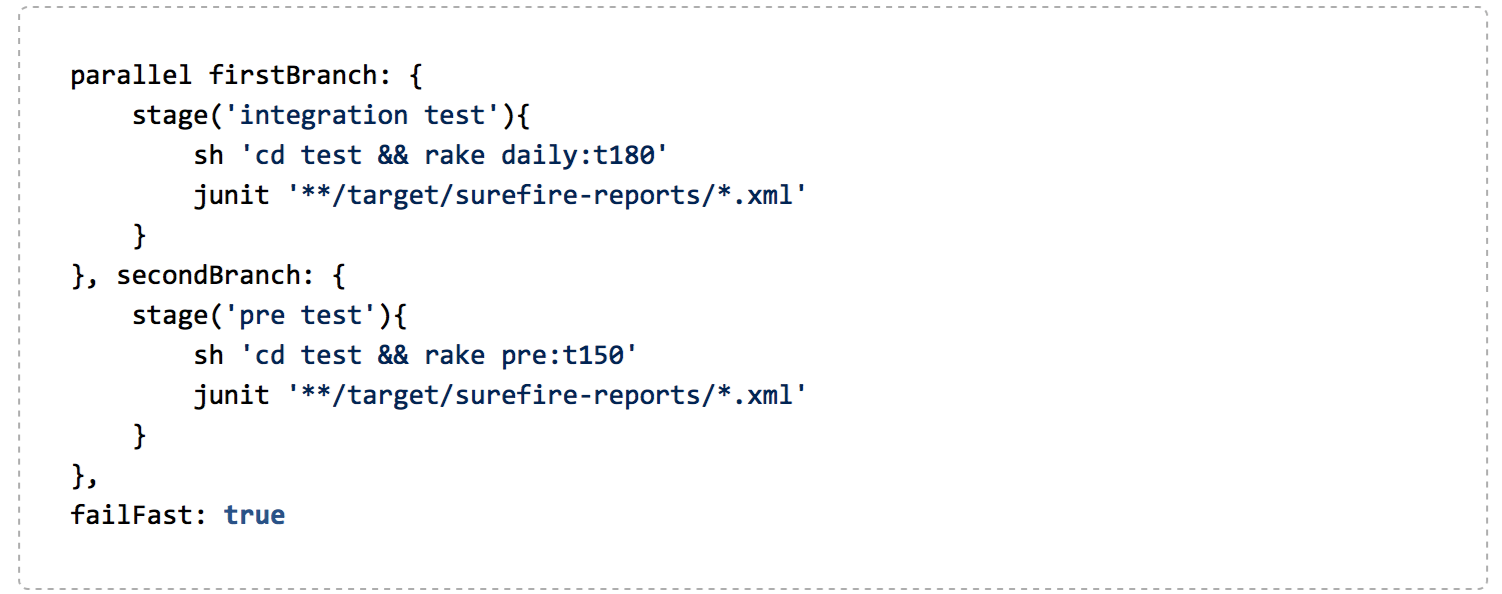 parallel firstBranch: {
    stage('integration test'){
        sh 'cd test && rake daily:t180'
        junit '**/target/surefire-reports/*.xml'
    }
}, secondBranch: {
    stage('pre test'){
        sh 'cd test && rake pre:t150'
        junit '**/target/surefire-reports/*.xml'
    }
},
failFast: true